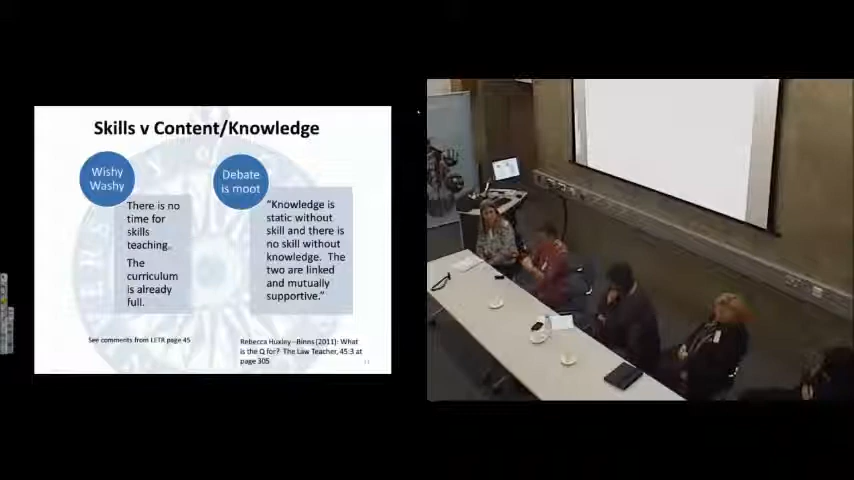 Skills v Content/Knowledge
Wishy
Washy
There is no
time for
skills
teaching.
The
curriculum
is already
full.
Debate
is moot
"Knowledge is
static without
skill and there is
no skill without
knowledge. The
two are linked
and mutually
supportive."
See comments from LETR page 45
Rebecca Huxley-Binns (2011): What
is the Q for? The Law Teacher, 45:3 at
page 305
11